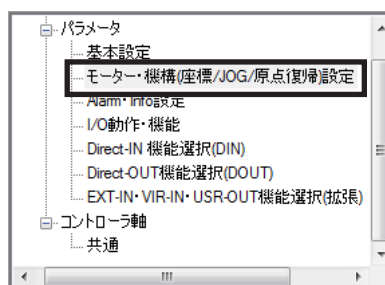 パラメータ
基本設定
モーター・機構(座標/JOG/原点復帰)設定
Alarm・Info設定
I/O動作・機能
Direct-IN 機能選択(DIN)
Direct-OUT機能選択(DOUT)
EXT-IN・VIR-IN・USR-OUT機能選択(拡張)
コントローラ軸
共通